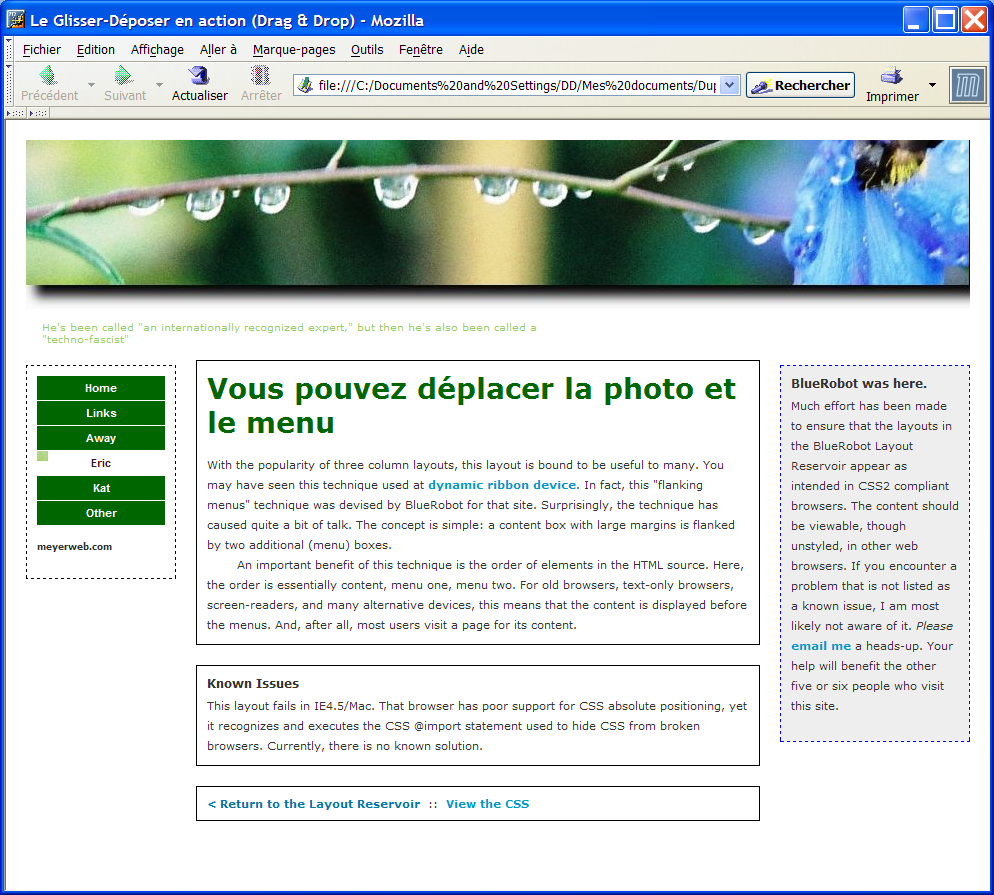 Le Glisser-Déposer en action (Drag & Drop) - Mozilla
Fichier Edition Affichage Aller à Marque-pages Outils Fenêtre Aide
Précédent Suivant Actualiser Arrêter file:///C:/Documents%20and%20Settings/DD/Mes%20documents/Dup Rechercher Imprimer
He's been called "an internationally recognized expert," but then he's also been called a
"techno-fascist"
Home
Links
Away
Eric
Kat
Other
meyerweb.com
Vous pouvez déplacer la photo et
le menu
With the popularity of three column layouts, this layout is bound to be useful to many. You
may have seen this technique used at dynamic ribbon device. In fact, this "flanking
menus" technique was devised by BlueRobot for that site. Surprisingly, the technique has
caused quite a bit of talk. The concept is simple: a content box with large margins is flanked
by two additional (menu) boxes.
An important benefit of this technique is the order of elements in the HTML source. Here,
the order is essentially content, menu one, menu two. For old browsers, text-only browsers,
screen-readers, and many alternative devices, this means that the content is displayed before
the menus. And, after all, most users visit a page for its content.
Known Issues
This layout fails in IE4.5/Mac. That browser has poor support for CSS absolute positioning, yet
it recognizes and executes the CSS @import statement used to hide CSS from broken
browsers. Currently, there is no known solution.
< Return to the Layout Reservoir :: View the CSS
BlueRobot was here.
Much effort has been made
to ensure that the layouts in
the BlueRobot Layout
Reservoir appear as
intended in CSS2 compliant
browsers. The content should
be viewable, though
unstyled, in other web
browsers. If you encounter a
problem that is not listed as
a known issue, I am most
likely not aware of it. Please
email me a heads-up. Your
help will benefit the other
five or six people who visit
this site.